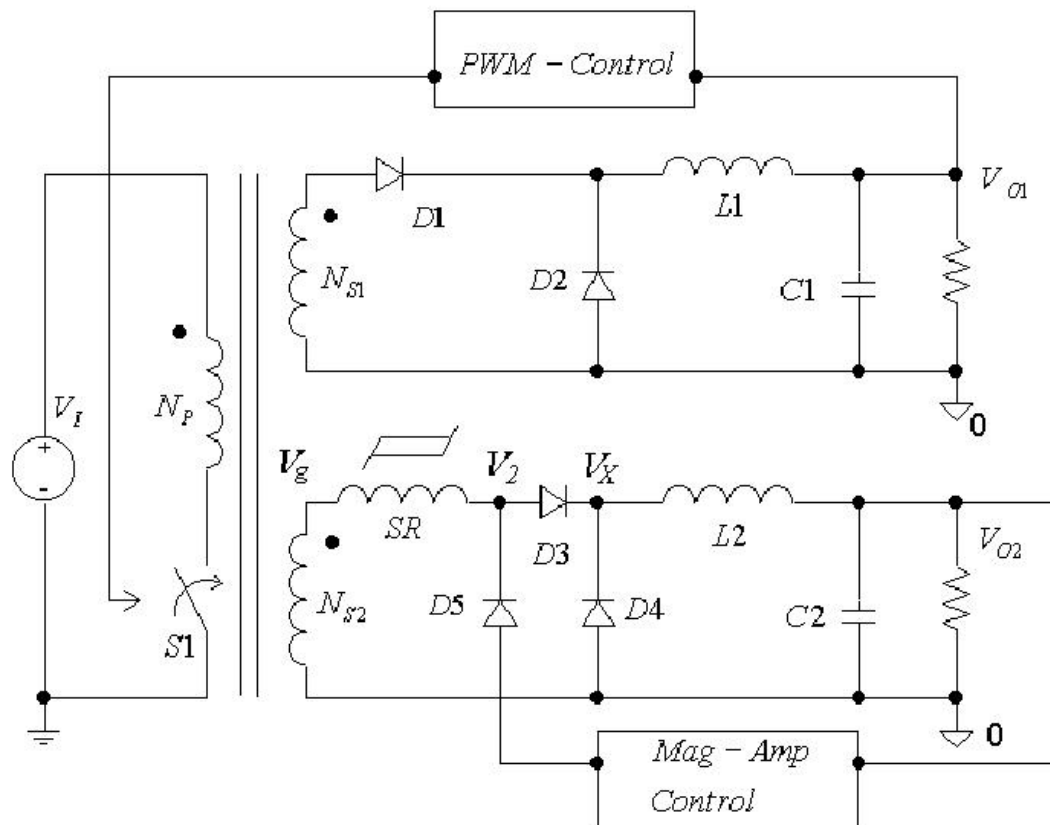 PWM – Control
D1
L1
V_O1
N_S1
D2
C1
V_I
N_P
0
V_g
SR
V_2
V_X
L2
D3
V_O2
N_S2
D5
D4
C2
S1
0
Mag – Amp
Control
+
-